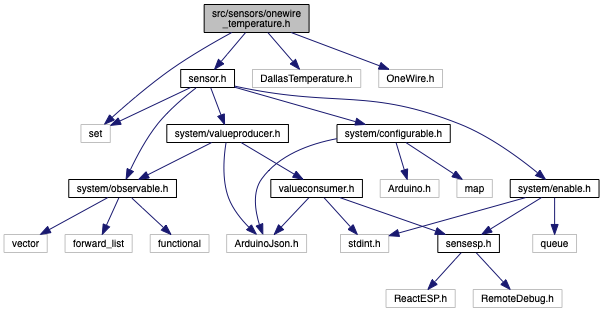 src/sensors/onewire
_temperature.h
sensor.h
DallasTemperature.h
OneWire.h
set
system/valueproducer.h
system/configurable.h
system/observable.h
valueconsumer.h
Arduino.h
map
system/enable.h
vector
forward_list
functional
ArduinoJson.h
stdint.h
sensesp.h
queue
ReactESP.h
RemoteDebug.h